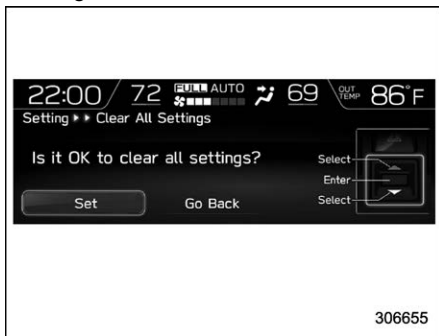 22:00 72 FULL AUTO 69 OUT TEMP 86°F
Setting ▸▸ Clear All Settings
Is it OK to clear all settings?
Select
Enter
Set Go Back Select
306655